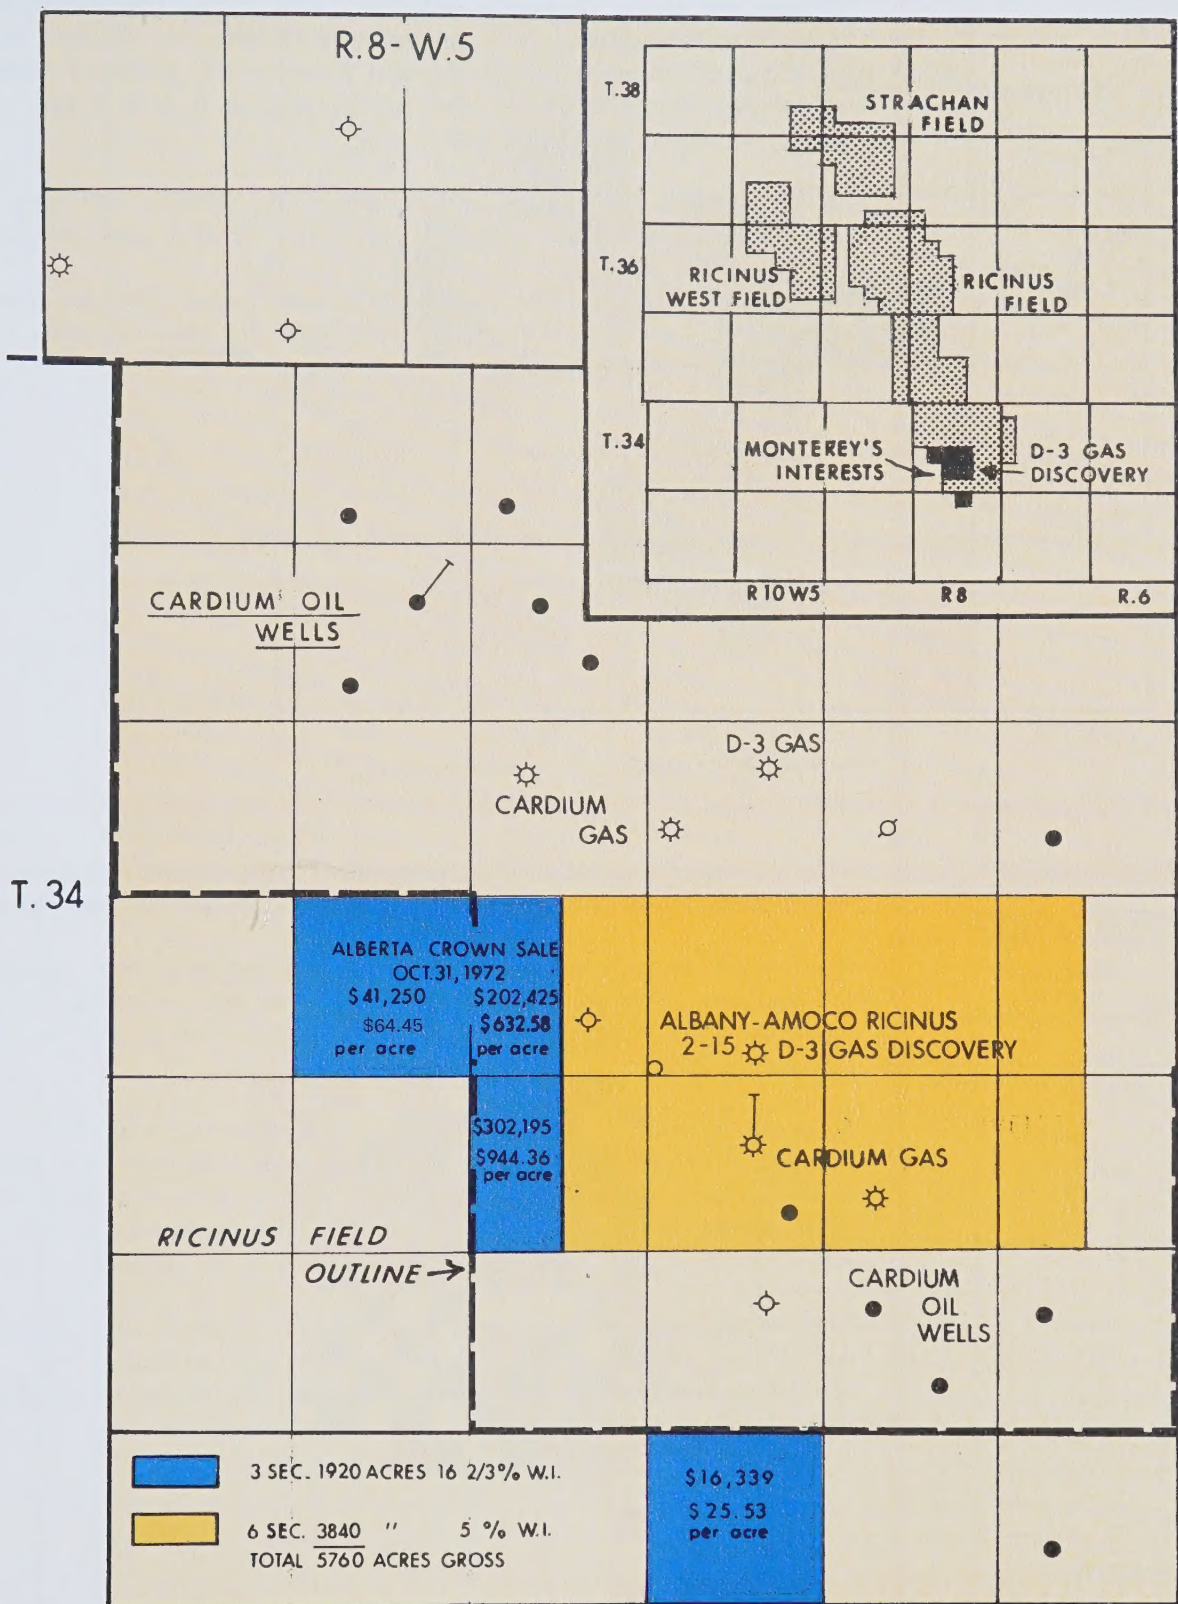 R.8-W.5
T.38
STRACHAN
FIELD
T.36
RICINUS
WEST FIELD
RICINUS
FIELD
T.34
MONTEREY'S
INTERESTS
D-3 GAS
DISCOVERY
R10W5
R8
R.6
CARDIUM OIL
WELLS
D-3 GAS
CARDIUM
GAS
T.34
ALBERTA CROWN SALE
OCT.31,1972
$41,250 $202,425
$64.45 $632.58
per acre per acre
ALBANY-AMOCO RICINUS
2-15 D-3 GAS DISCOVERY
$302,195
$944.36
per acre
CARDIUM GAS
RICINUS FIELD
OUTLINE →
CARDIUM
OIL
WELLS
3 SEC. 1920 ACRES 16 2/3% W.I.
6 SEC. 3840 " 5 % W.I.
TOTAL 5760 ACRES GROSS
$16,339
$25.53
per acre